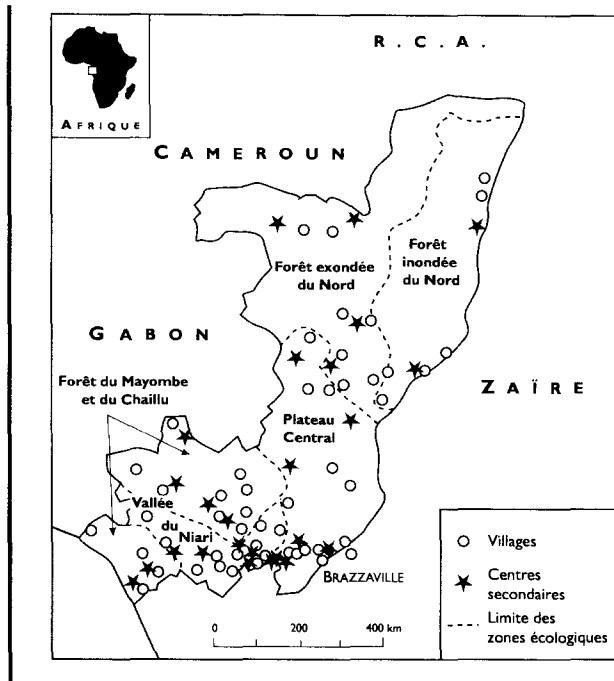 R.C.A.
AFRIQUE
CAMEROUN
Forêt exondée
du Nord
Forêt
inondée
du Nord
GABON
ZAÏRE
Forêt du Mayombe
et du Chaillu
Plateau
Central
Vallée
du
Niari
BRAZZAVILLE
0 200 400 km
Villages
Centres
secondaires
Limite des
zones écologiques